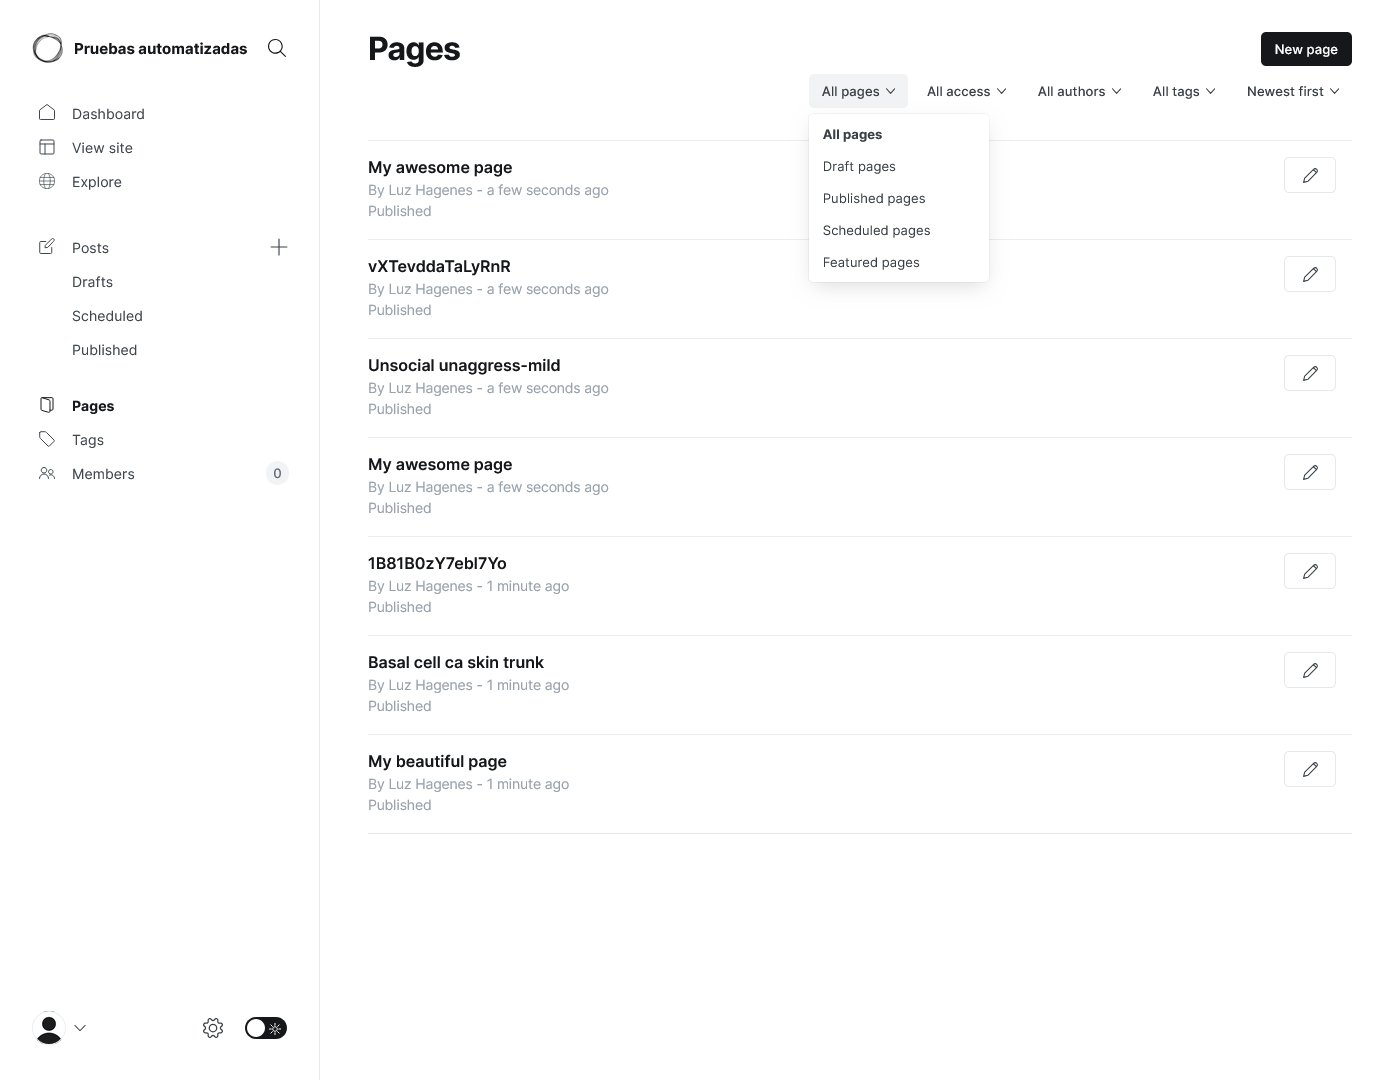 Pruebas automatizadas
Dashboard
View site
Explore
Posts
Drafts
Scheduled
Published
Pages
Tags
Members 0
Pages
New page
All pages All access All authors All tags Newest first
All pages
Draft pages
Published pages
Scheduled pages
Featured pages
My awesome page
By Luz Hagenes - a few seconds ago
Published
vXTevddaTaLyRnR
By Luz Hagenes - a few seconds ago
Published
Unsocial unaggress-mild
By Luz Hagenes - a few seconds ago
Published
My awesome page
By Luz Hagenes - a few seconds ago
Published
1B81B0zY7ebl7Yo
By Luz Hagenes - 1 minute ago
Published
Basal cell ca skin trunk
By Luz Hagenes - 1 minute ago
Published
My beautiful page
By Luz Hagenes - 1 minute ago
Published